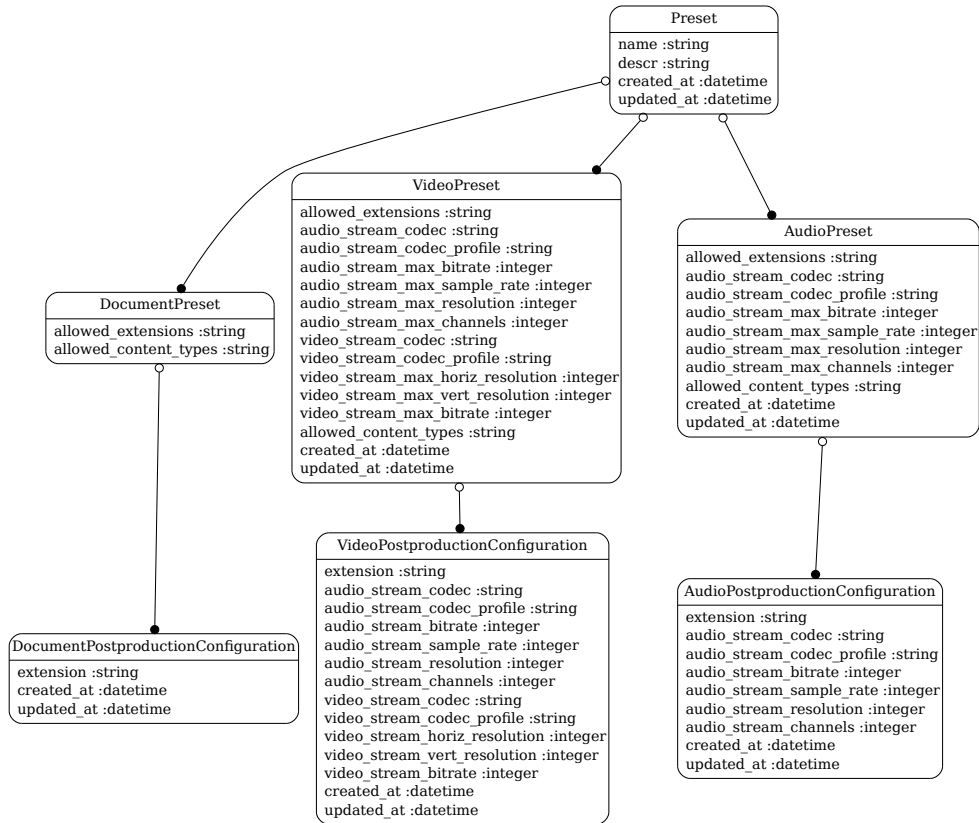 Preset
name :string
descr :string
created_at :datetime
updated_at :datetime
VideoPreset
allowed_extensions :string
audio_stream_codec :string
audio_stream_codec_profile :string
audio_stream_max_bitrate :integer
audio_stream_max_sample_rate :integer
audio_stream_max_resolution :integer
audio_stream_max_channels :integer
video_stream_codec :string
video_stream_codec_profile :string
video_stream_max_horiz_resolution :integer
video_stream_max_vert_resolution :integer
video_stream_max_bitrate :integer
allowed_content_types :string
created_at :datetime
updated_at :datetime
AudioPreset
allowed_extensions :string
audio_stream_codec :string
audio_stream_codec_profile :string
audio_stream_max_bitrate :integer
audio_stream_max_sample_rate :integer
audio_stream_max_resolution :integer
audio_stream_max_channels :integer
allowed_content_types :string
created_at :datetime
updated_at :datetime
DocumentPreset
allowed_extensions :string
allowed_content_types :string
VideoPostproductionConfiguration
extension :string
audio_stream_codec :string
audio_stream_codec_profile :string
audio_stream_bitrate :integer
audio_stream_sample_rate :integer
audio_stream_resolution :integer
audio_stream_channels :integer
video_stream_codec :string
video_stream_codec_profile :string
video_stream_horiz_resolution :integer
video_stream_vert_resolution :integer
video_stream_bitrate :integer
created_at :datetime
updated_at :datetime
AudioPostproductionConfiguration
extension :string
audio_stream_codec :string
audio_stream_codec_profile :string
audio_stream_bitrate :integer
audio_stream_sample_rate :integer
audio_stream_resolution :integer
audio_stream_channels :integer
created_at :datetime
updated_at :datetime
DocumentPostproductionConfiguration
extension :string
created_at :datetime
updated_at :datetime